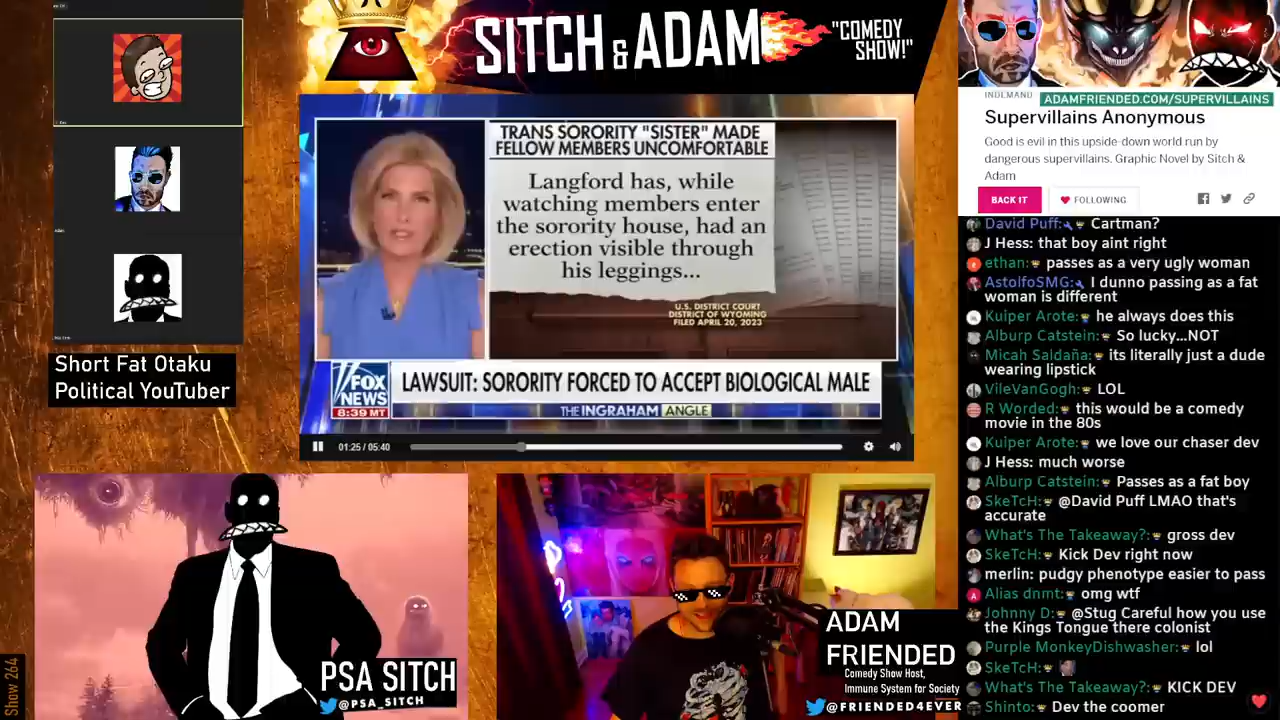 SITCH & ADAM
"COMEDY
SHOW!"
Short Fat Otaku
Political YouTuber
TRANS SORORITY "SISTER" MADE
FELLOW MEMBERS UNCOMFORTABLE
Langford has, while
watching members enter
the sorority house, had an
erection visible through
his leggings...
U.S. DISTRICT COURT
DISTRICT OF WYOMING
FILED APRIL 20, 2023
FOX
NEWS
8:39 MT
LAWSUIT: SORORITY FORCED TO ACCEPT BIOLOGICAL MALE
THE INGRAHAM ANGLE
01:25 / 05:40
PSA SITCH
@PSA_SITCH
ADAM
FRIENDED
Comedy Show Host,
Immune System for Society
@FRIENDED4EVER
Show 264
INDEMAND
ADAMFRIENDED.COM/SUPERVILLAINS
Supervillains Anonymous
Good is evil in this upside-down world run by
dangerous supervillains. Graphic Novel by Sitch &
Adam
BACK IT
FOLLOWING
David Puff: Cartman?
J Hess: that boy aint right
ethan: passes as a very ugly woman
AstolfoSMG: I dunno passing as a fat
woman is different
Kuiper Arote: he always does this
Alburp Catstein: So lucky...NOT
Micah Saldaña: its literally just a dude
wearing lipstick
VileVanGogh: LOL
R Worded: this would be a comedy
movie in the 80s
Kuiper Arote: we love our chaser dev
J Hess: much worse
Alburp Catstein: Passes as a fat boy
SkeTcH: @David Puff LMAO that's
accurate
What's The Takeaway?: gross dev
SkeTcH: Kick Dev right now
merlin: pudgy phenotype easier to pass
Alias dnmt: omg wtf
Johnny D: @Stug Careful how you use
the Kings Tongue there colonist
Purple MonkeyDishwasher: lol
SkeTcH:
What's The Takeaway?: KICK DEV
Shinto: Dev the coomer